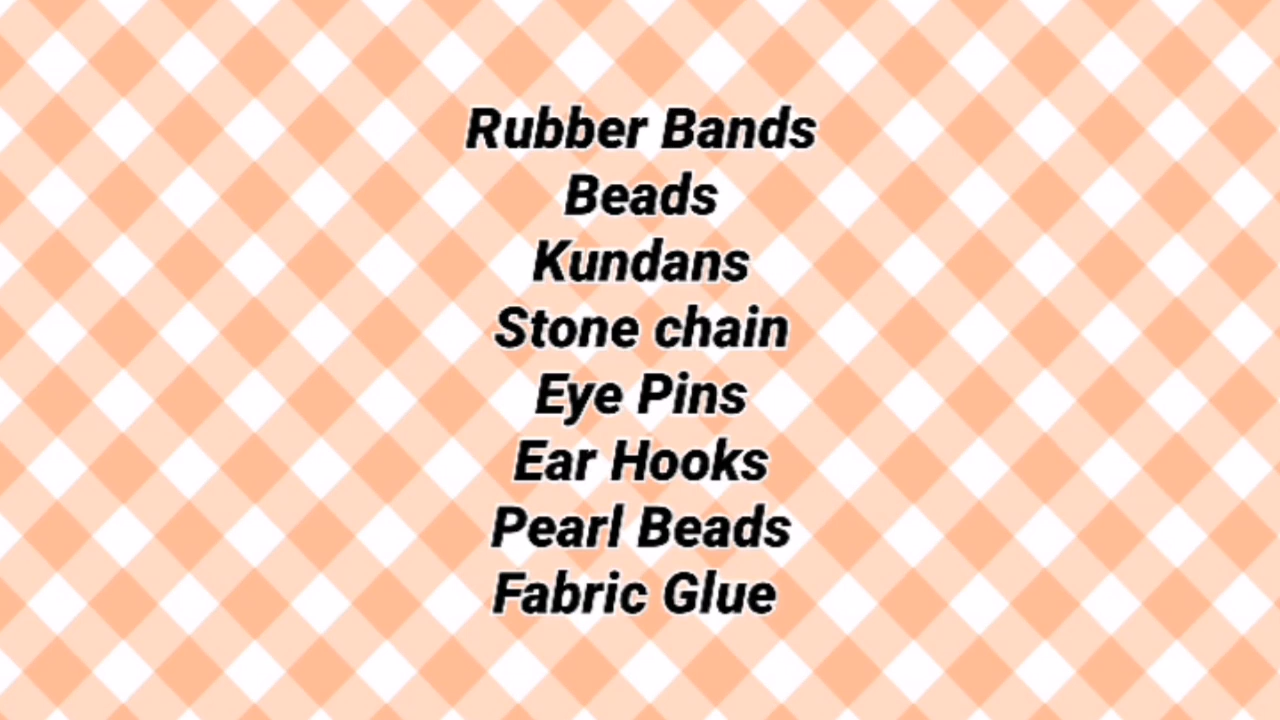 Rubber Bands
Beads
Kundans
Stone chain
Eye Pins
Ear Hooks
Pearl Beads
Fabric Glue